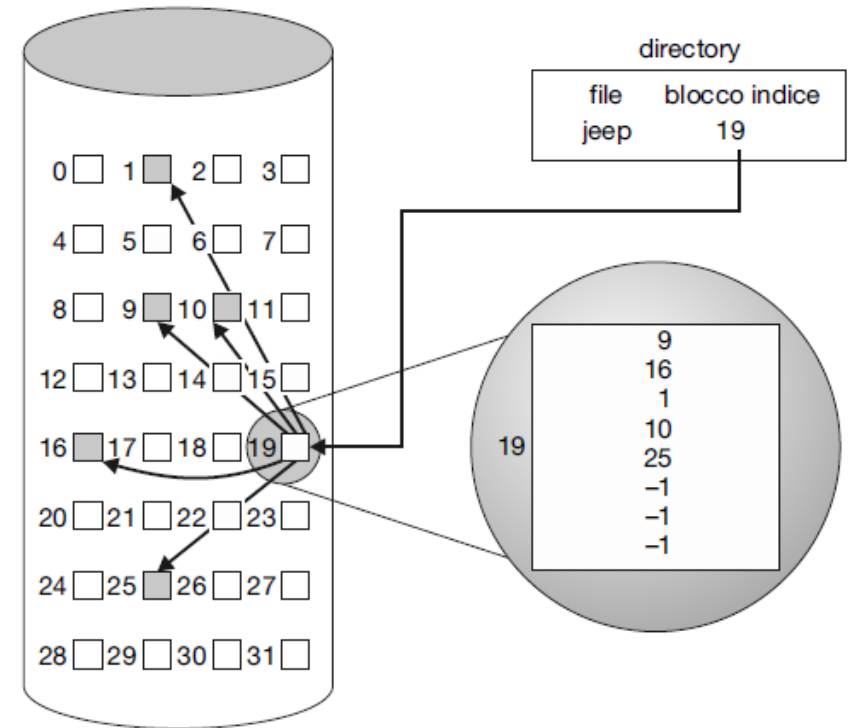 directory
file blocco indice
jeep 19
0 1 2 3
4 5 6 7
8 9 10 11
12 13 14 15
16 17 18 19
20 21 22 23
24 25 26 27
28 29 30 31
19
9
16
1
10
25
–1
–1
–1